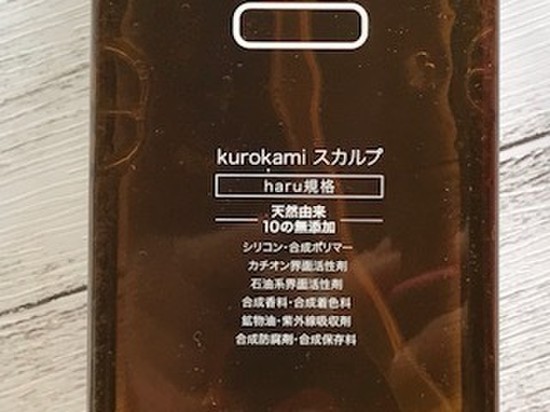 kurokami スカルプ
haru規格
天然由来
10の無添加
シリコン・合成ポリマー
カチオン界面活性剤
石油系界面活性剤
合成香料・合成着色料
鉱物油・紫外線吸収剤
合成防腐剤・合成保存料